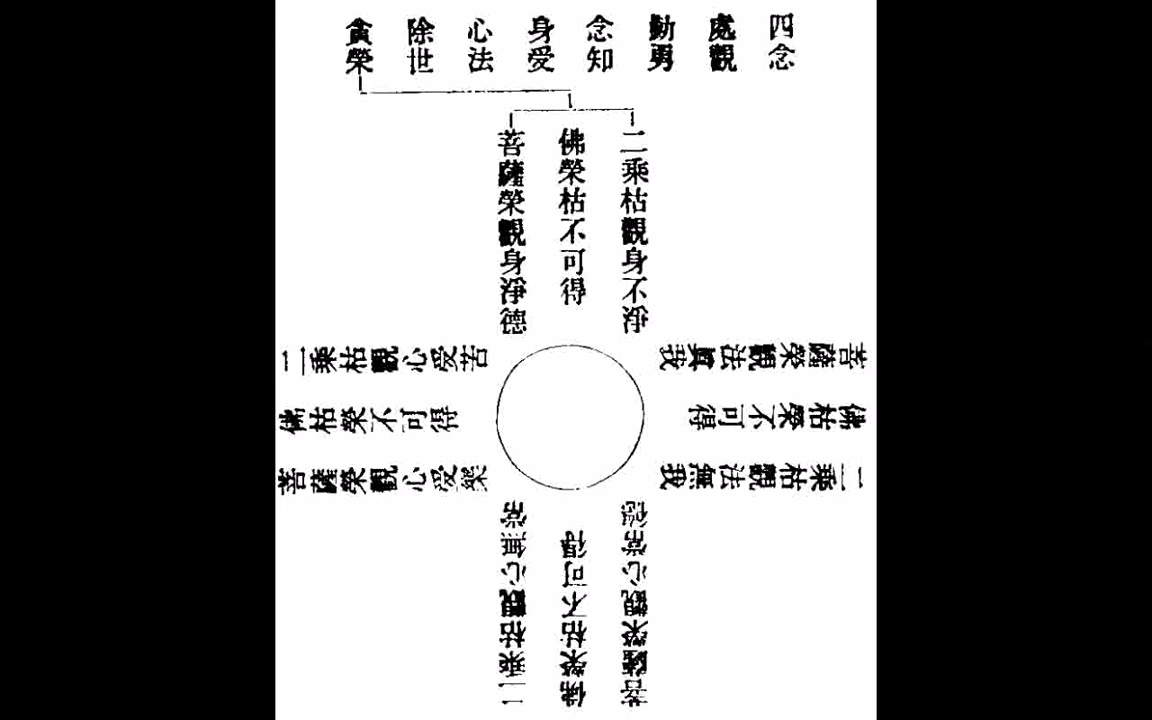 四念
處觀
勤勇
念知
身受
心法
除世
貪榮
二乘枯觀身不淨
佛榮枯不可得
菩薩榮觀身淨德
菩薩榮觀法真我
佛枯榮不可得
二乘枯觀法無我
二乘枯觀心受苦
佛枯榮不可得
菩薩榮觀心受樂
菩薩榮觀心常德
佛榮枯不可得
二乘枯觀心無常